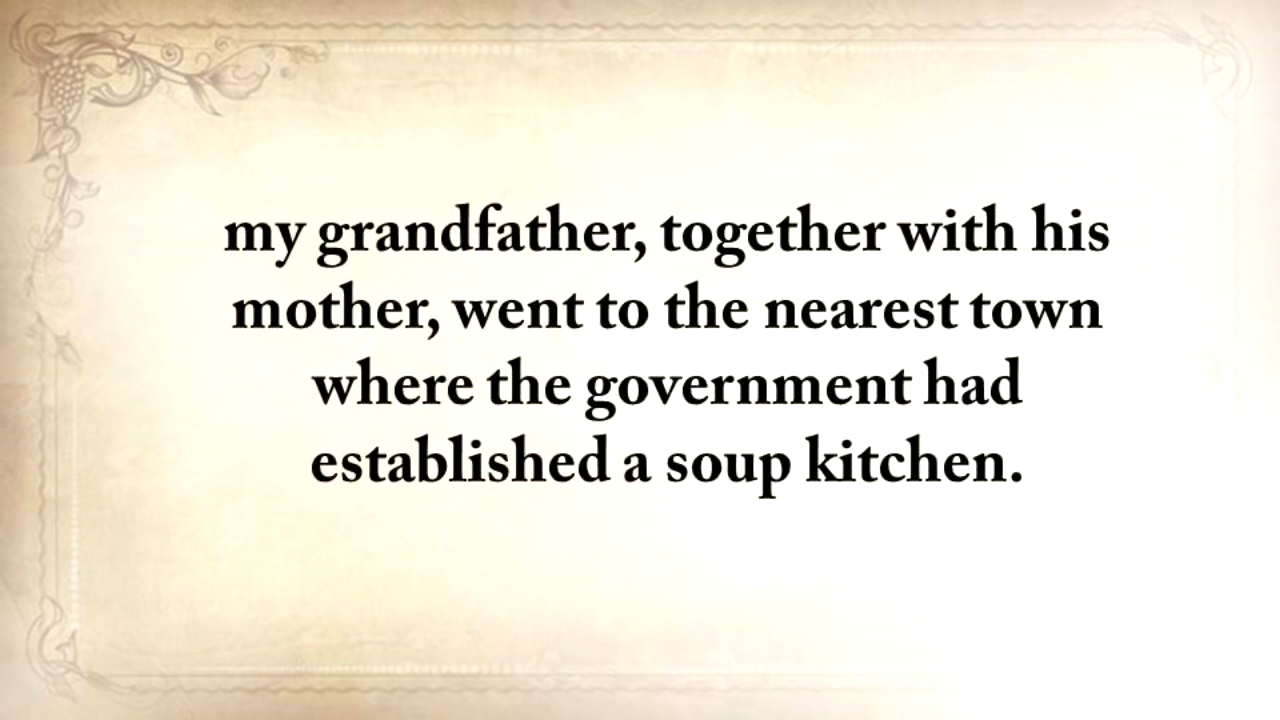 my grandfather, together with his
mother, went to the nearest town
where the government had
established a soup kitchen.